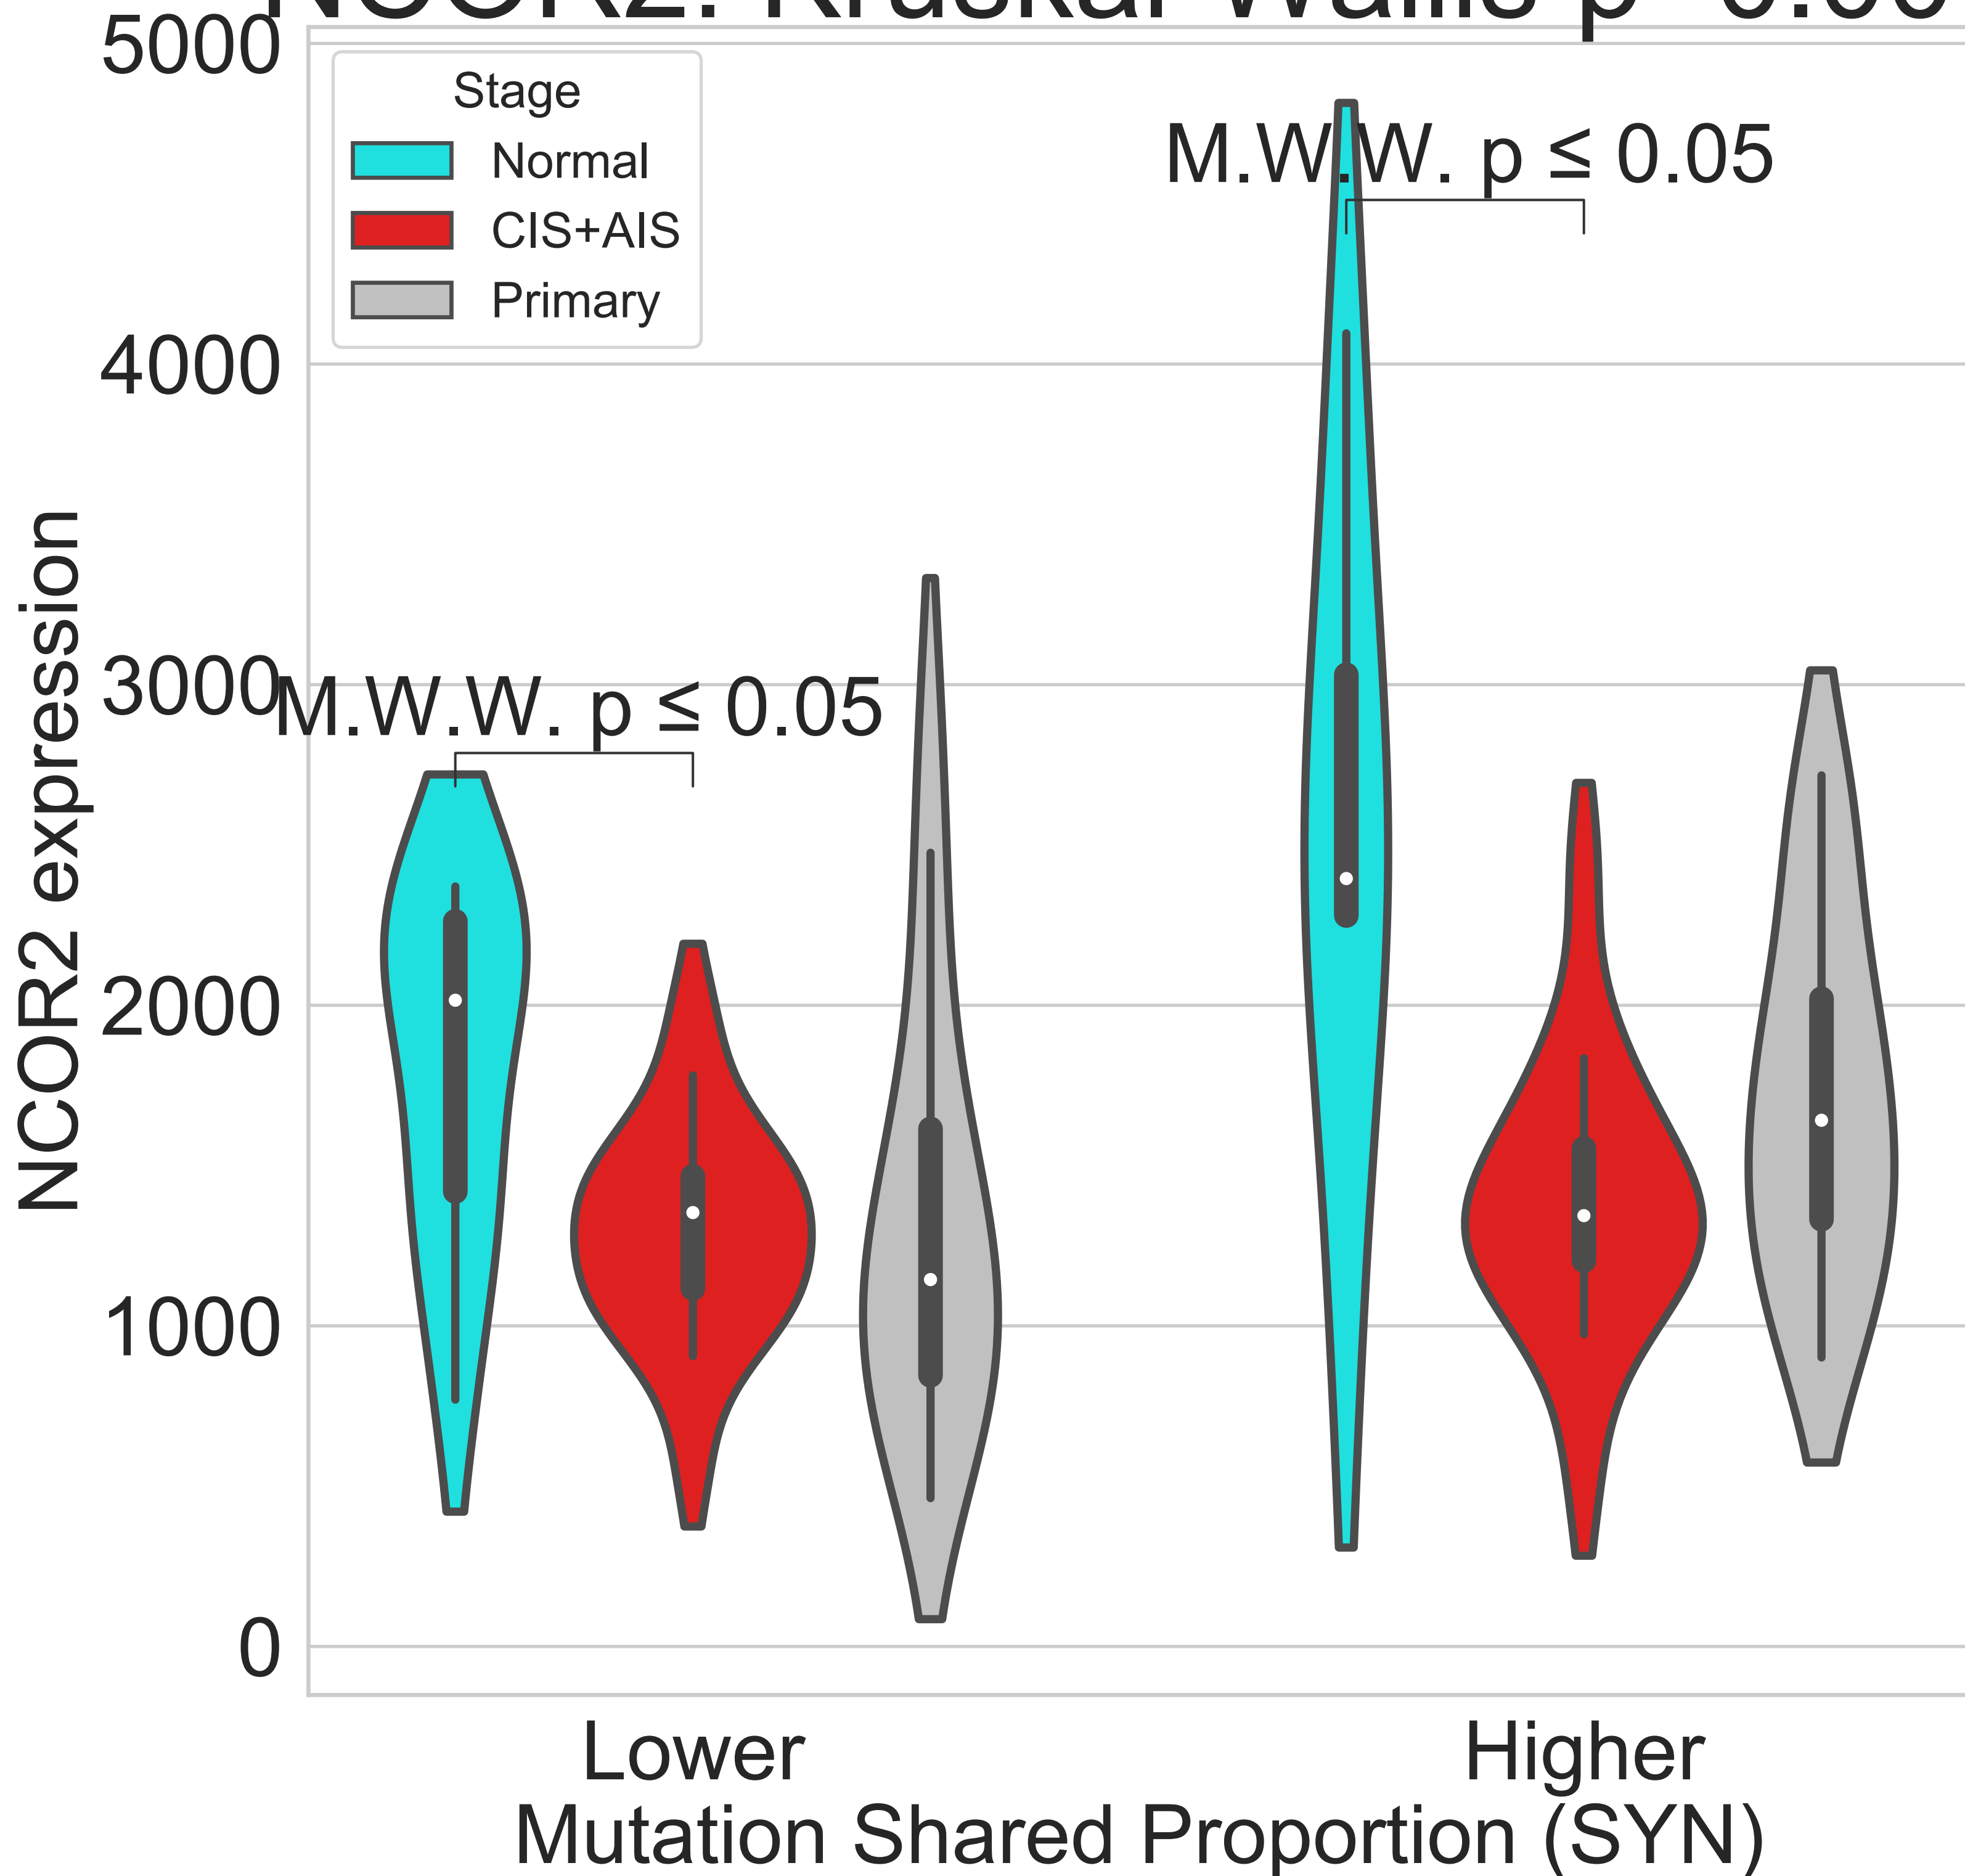 NCOR2: Kruskal-Wallis p
5000
Stage
Normal
CIS+AIS
Primary
M.W.W. p ≤ 0.05
4000
3000
M.W.W. p ≤ 0.05
2000
1000
0
NCOR2 expression
Lower
Higher
Mutation Shared Proportion (SYN)